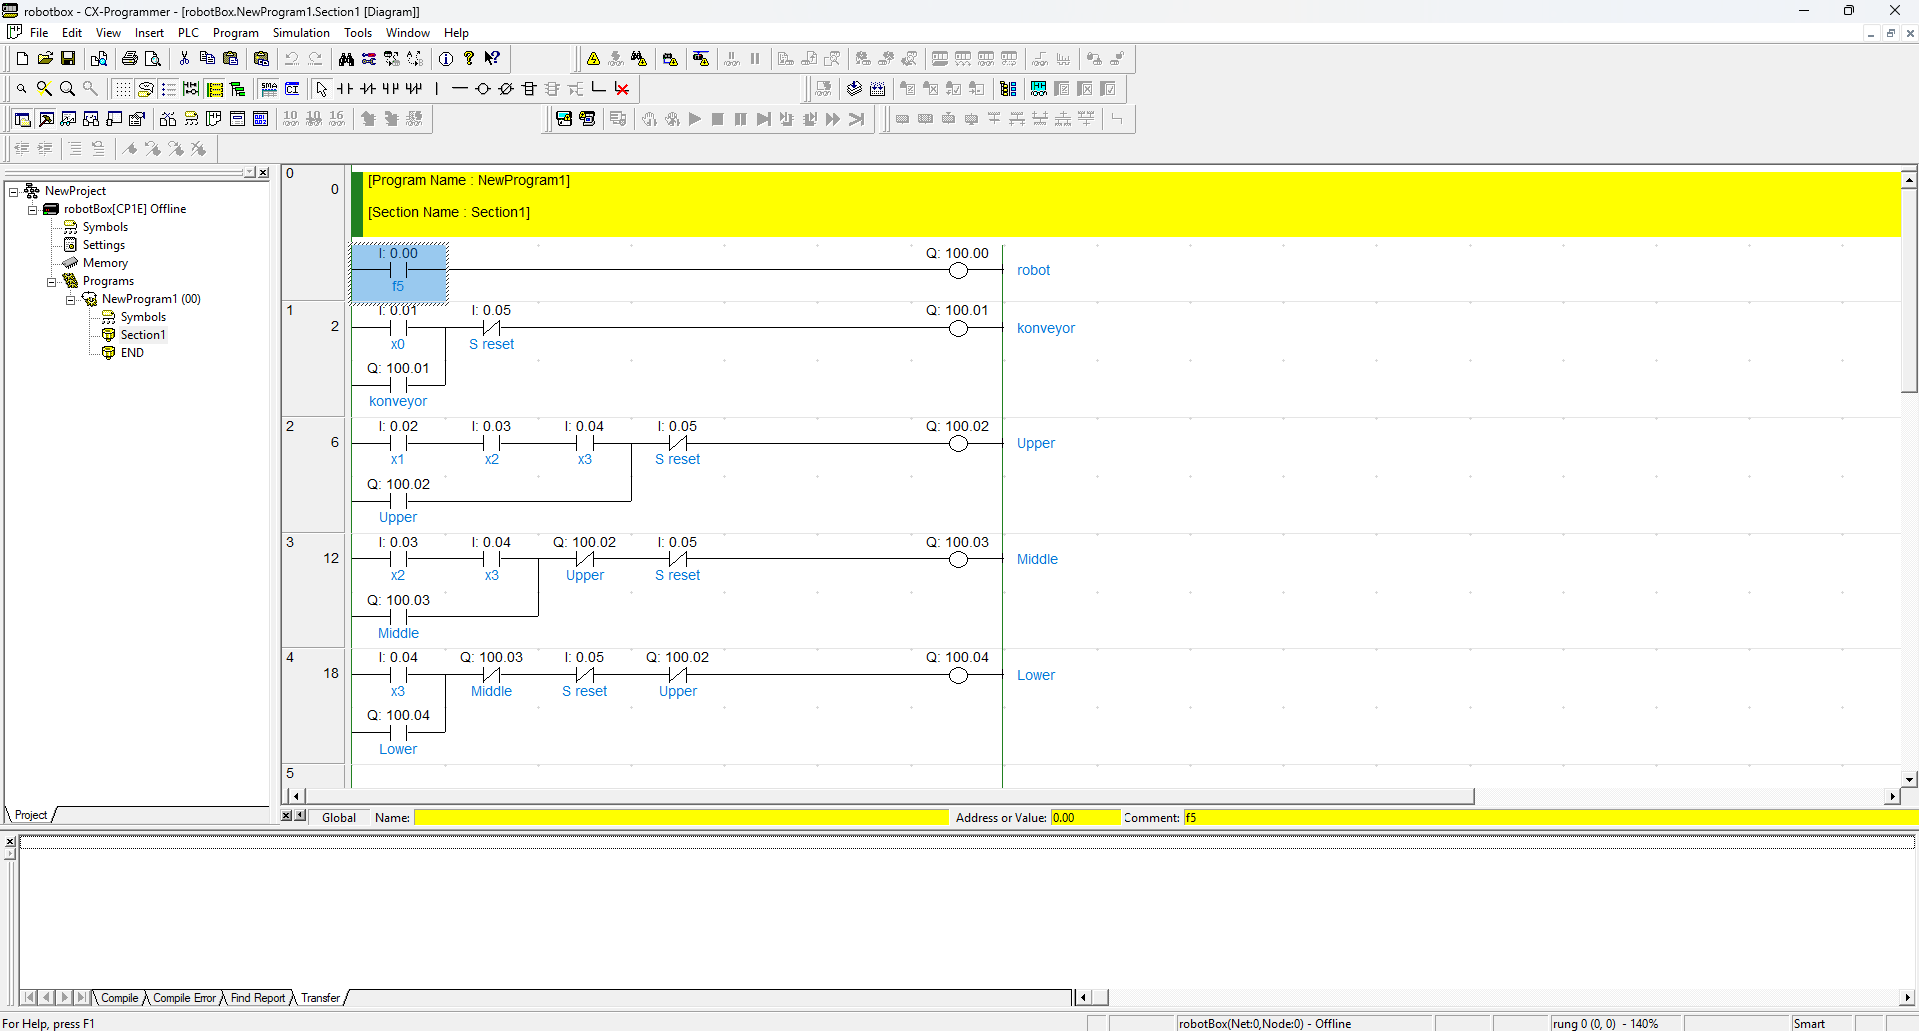 robotbox - CX-Programmer - [robotBox.NewProgram1.Section1 [Diagram]]
File Edit View Insert PLC Program Simulation Tools Window Help
SMA CI
10 10 16
NewProject
robotBox[CP1E] Offline
Symbols
Settings
Memory
Programs
NewProgram1 (00)
Symbols
Section1
END
Project
0
0
[Program Name : NewProgram1]
[Section Name : Section1]
I: 0.00 Q: 100.00
robot
f5
1
I: 0.01 I: 0.05 Q: 100.01
2
konveyor
x0 S reset
Q: 100.01
konveyor
2
I: 0.02 I: 0.03 I: 0.04 I: 0.05 Q: 100.02
6
Upper
x1 x2 x3 S reset
Q: 100.02
Upper
3
I: 0.03 I: 0.04 Q: 100.02 I: 0.05 Q: 100.03
12
Middle
x2 x3 Upper S reset
Q: 100.03
Middle
4
I: 0.04 Q: 100.03 I: 0.05 Q: 100.02 Q: 100.04
18
Lower
x3 Middle S reset Upper
Q: 100.04
Lower
5
Global Name: Address or Value: 0.00 Comment: f5
Compile Compile Error Find Report Transfer
For Help, press F1
robotBox(Net:0,Node:0) - Offline
rung 0 (0, 0) - 140%
Smart